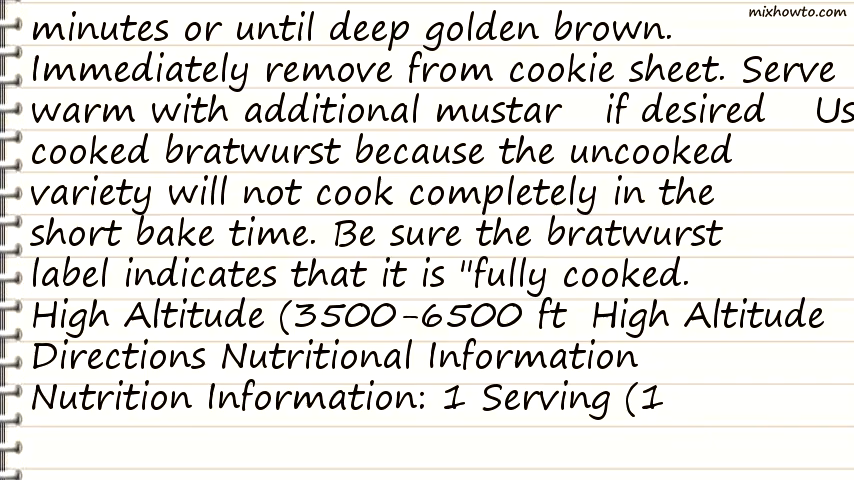 mixhowto.com
minutes or until deep golden brown.
Immediately remove from cookie sheet. Serve
warm with additional mustar if desired Us
cooked bratwurst because the uncooked
variety will not cook completely in the
short bake time. Be sure the bratwurst
label indicates that it is "fully cooked.
High Altitude (3500-6500 ft High Altitude
Directions Nutritional Information
Nutrition Information: 1 Serving (1